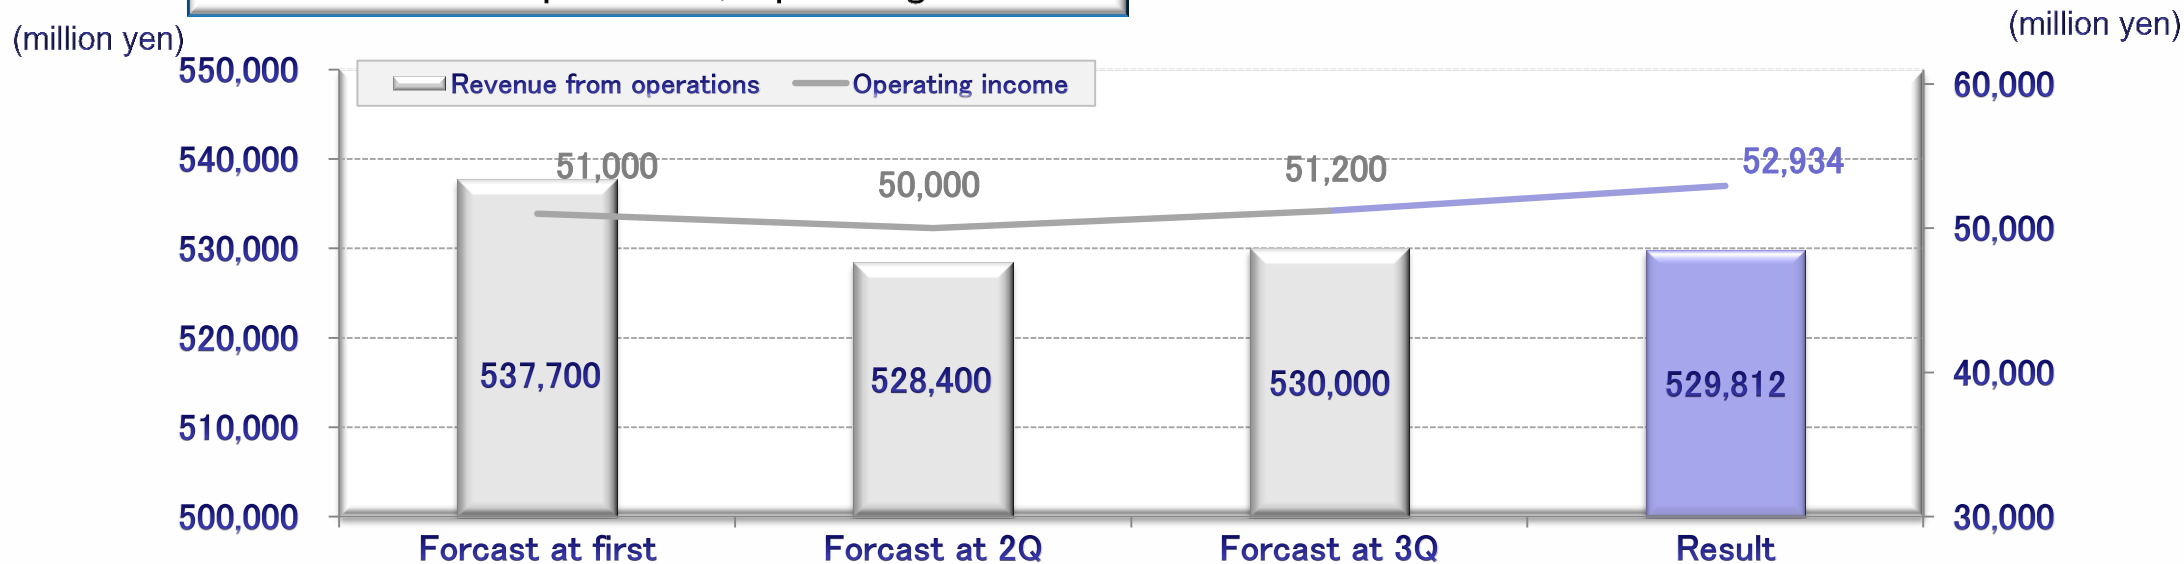 (million yen)
(million yen)
550,000
60,000
Revenue from operations
Operating income
540,000
51,000
50,000
51,200
52,934
530,000
50,000
520,000
537,700
528,400
530,000
529,812
40,000
510,000
500,000
30,000
Forcast at first
Forcast at 2Q
Forcast at 3Q
Result